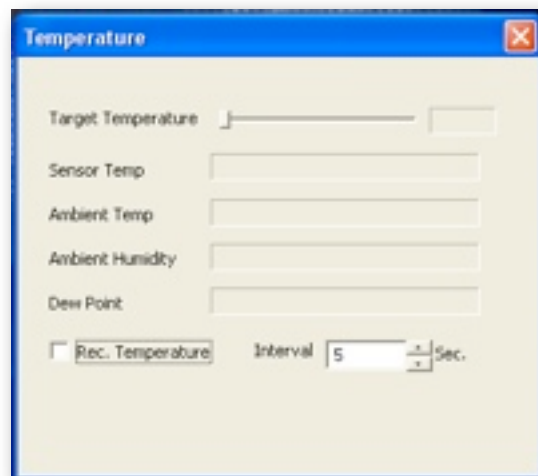 Temperature
Target Temperature
Sensor Temp
Ambient Temp
Ambient Humidity
Dew Point
Rec. Temperature Interval 5 Sec.